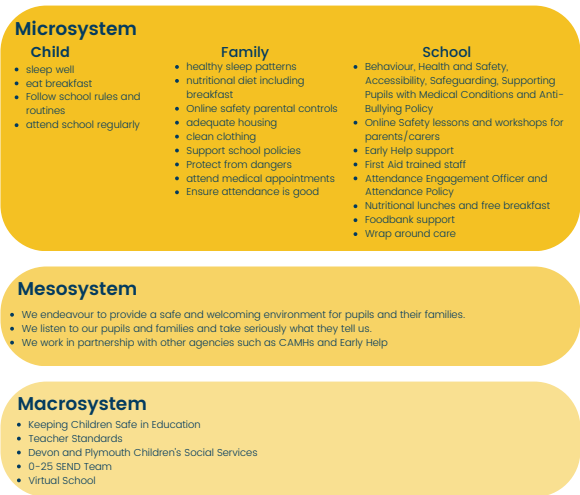 Microsystem
Child
sleep well
eat breakfast
Follow school rules and
routines
attend school regularly
Family
healthy sleep patterns
nutritional diet including
breakfast
Online safety parental controls
adequate housing
clean clothing
Support school policies
Protect from dangers
attend medical appointments
Ensure attendance is good
School
Behaviour, Health and Safety,
Accessibility, Safeguarding, Supporting
Pupils with Medical Conditions and Anti-
Bullying Policy
Online Safety lessons and workshops for
parents/carers
Early Help support
First Aid trained staff
Attendance Engagement Officer and
Attendance Policy
Nutritional lunches and free breakfast
Foodbank support
Wrap around care
Mesosystem
We endeavour to provide a safe and welcoming environment for pupils and their families.
We listen to our pupils and families and take seriously what they tell us.
We work in partnership with other agencies such as CAMHs and Early Help
Macrosystem
Keeping Children Safe in Education
Teacher Standards
Devon and Plymouth Children's Social Services
0-25 SEND Team
Virtual School